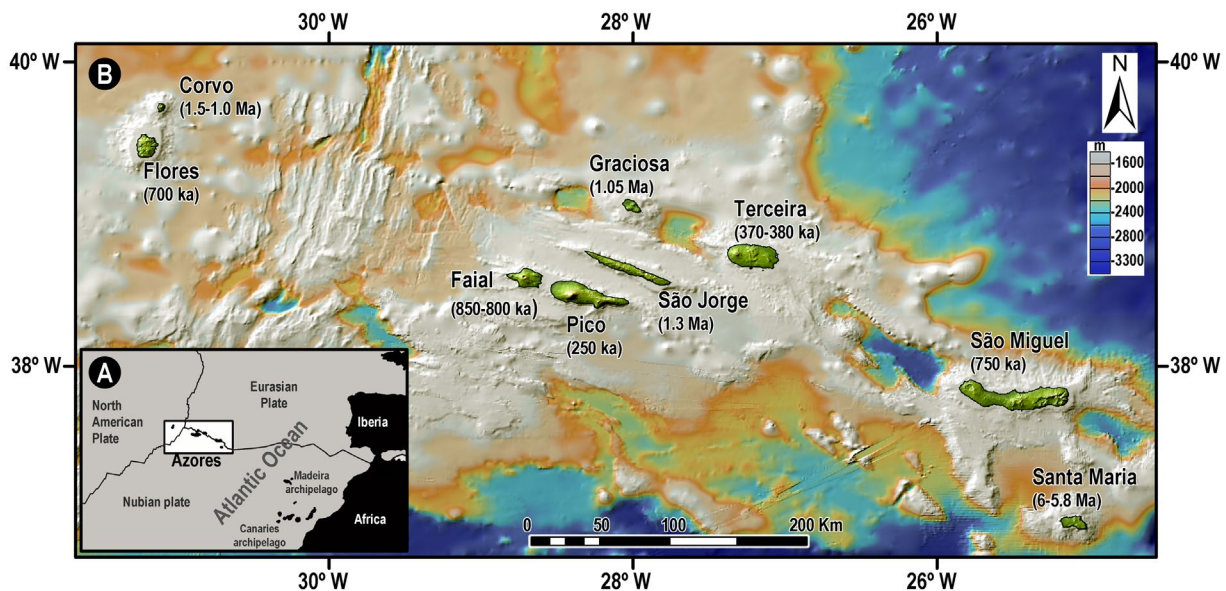 30º W
28º W
26º W
40º W
40º W
B
Corvo
(1.5-1.0 Ma)
Flores
(700 ka)
Graciosa
(1.05 Ma)
Terceira
(370-380 ka)
Faial
(850-800 ka)
Pico
(250 ka)
São Jorge
(1.3 Ma)
São Miguel
(750 ka)
Santa Maria
(6-5.8 Ma)
N
m
-1600
-2000
-2400
-2800
-3300
38º W
38º W
A
North
American
Plate
Eurasian
Plate
Iberia
Azores
Atlantic Ocean
Nubian plate
Madeira
archipelago
Canaries
archipelago
Africa
0 50 100 200 Km
30º W
28º W
26º W